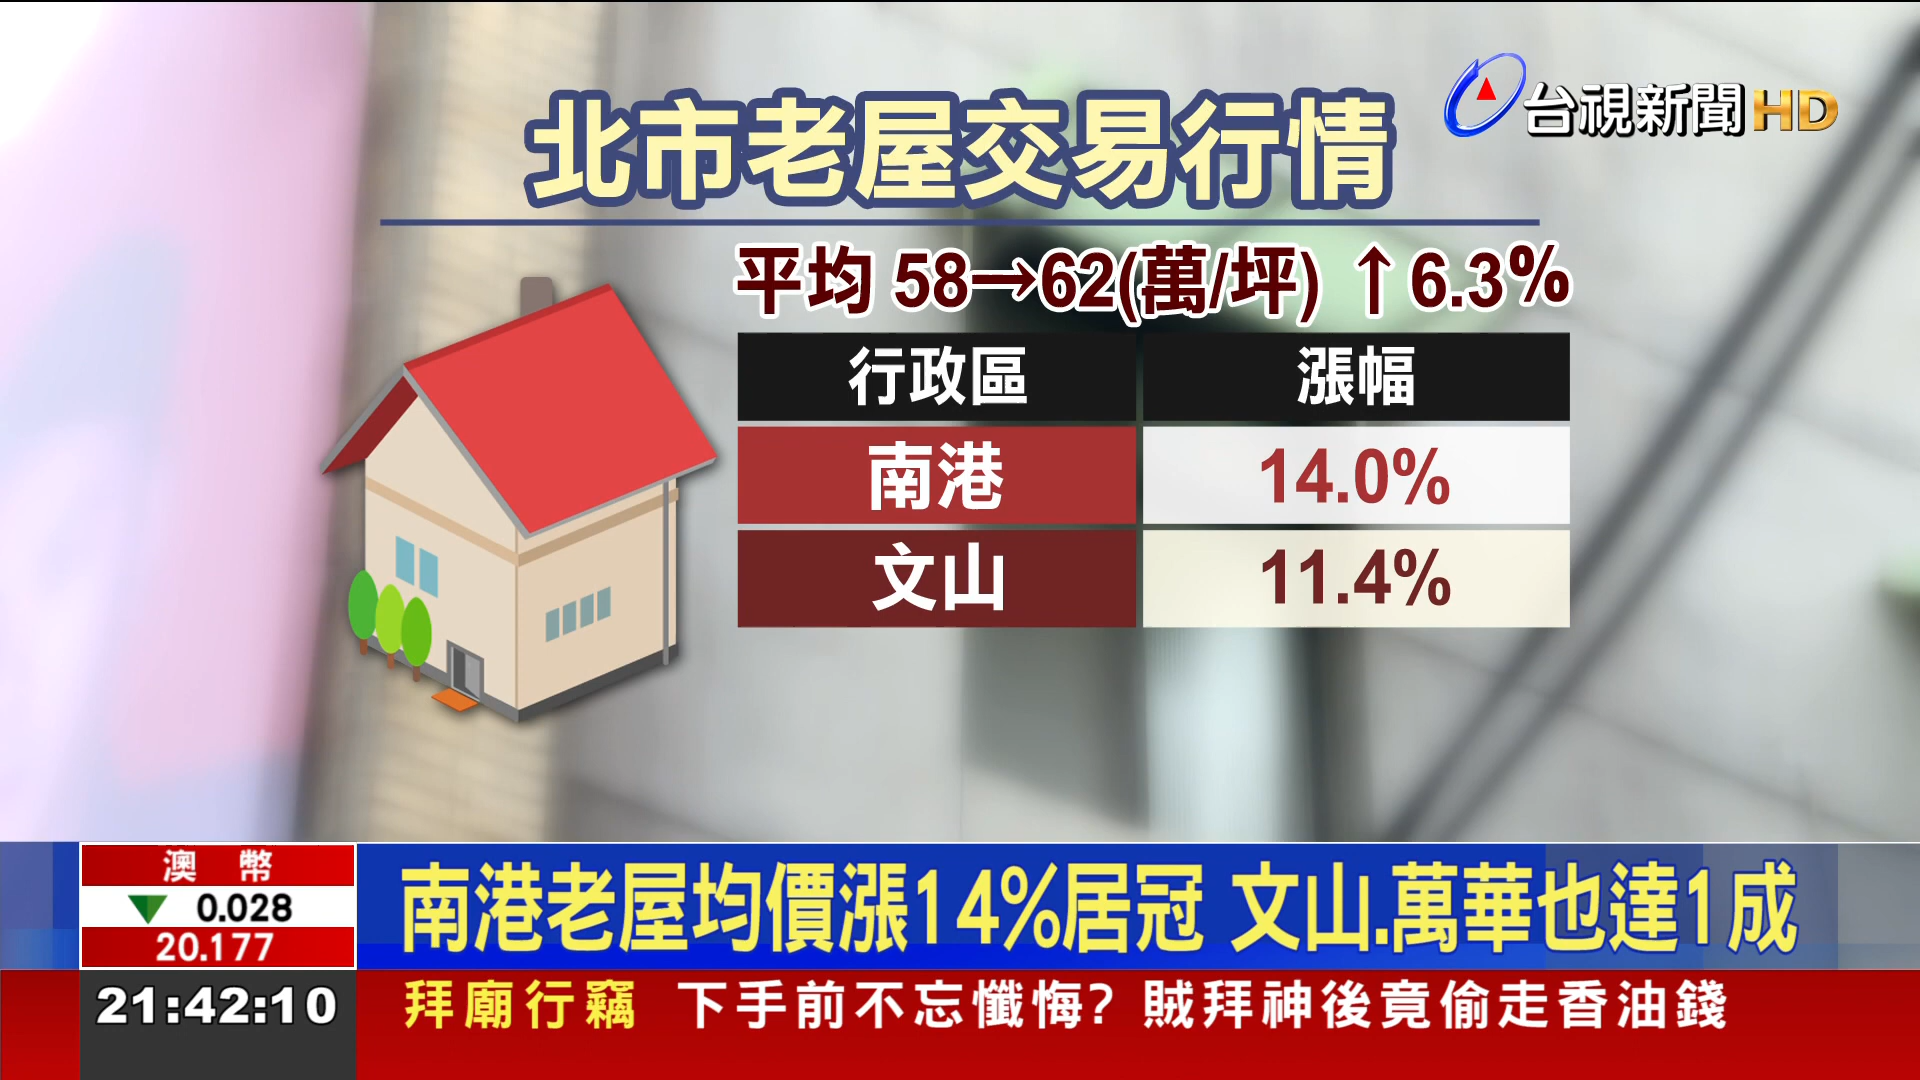 台視新聞HD
北市老屋交易行情
平均 58→62(萬/坪) ↑6.3%
行政區 漲幅
南港 14.0%
文山 11.4%
澳幣
▼ 0.028
20.177
南港老屋均價漲14%居冠 文山.萬華也達1成
21:42:10
拜廟行竊 下手前不忘懺悔? 賊拜神後竟偷走香油錢